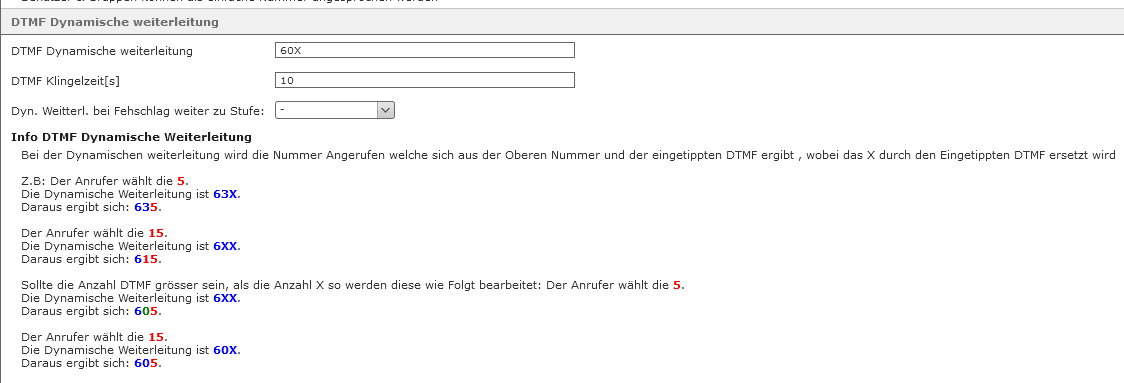 DTMF Dynamische weiterleitung
DTMF Dynamische weiterleitung 60X
DTMF Klingelzeit[s] 10
Dyn. Weitterl. bei Fehschlag weiter zu Stufe: -
Info DTMF Dynamische Weiterleitung
Bei der Dynamischen weiterleitung wird die Nummer Angerufen welche sich aus der Oberen Nummer und der eingetippten DTMF ergibt , wobei das X durch den Eingetippten DTMF ersetzt wird
Z.B: Der Anrufer wählt die 5.
Die Dynamische Weiterleitung ist 63X.
Daraus ergibt sich: 635.
Der Anrufer wählt die 15.
Die Dynamische Weiterleitung ist 6XX.
Daraus ergibt sich: 615.
Sollte die Anzahl DTMF grösser sein, als die Anzahl X so werden diese wie Folgt bearbeitet: Der Anrufer wählt die 5.
Die Dynamische Weiterleitung ist 6XX.
Daraus ergibt sich: 605.
Der Anrufer wählt die 15.
Die Dynamische Weiterleitung ist 60X.
Daraus ergibt sich: 605.